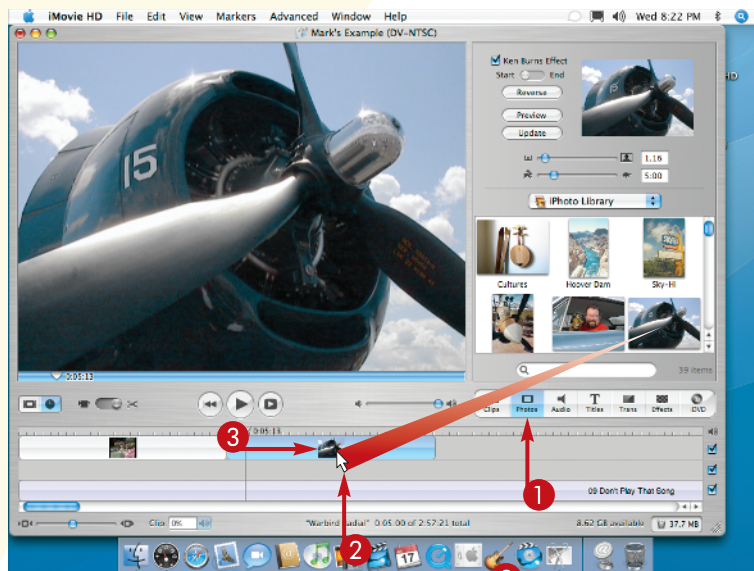 iMovie HD File Edit View Markers Advanced Window Help
Wed 8:22 PM
Mark's Example (DV-NTSC)
15
Ken Burns Effect
Start End
Reverse
Preview
Update
1.16
5:00
iPhoto Library
Cultures
Hoover Dam
Sky-Hi
39 items
0:05:13
Clips Photos Audio Titles Trans Effects DVD
0:05:13
3
1
09 Don't Play That Song
Clip: 0%
"Warbird Radial" 0:05:00 of 2:57:21 total
8.62 GB available
37.7 MB
2
17